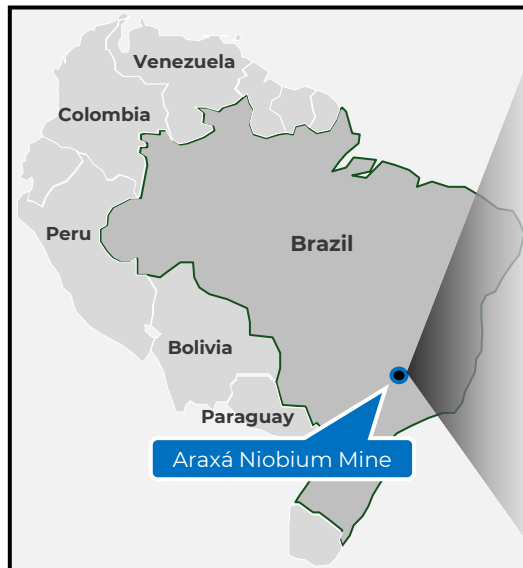 Venezuela
Colombia
Peru
Brazil
Bolivia
Paraguay
Araxá Niobium Mine